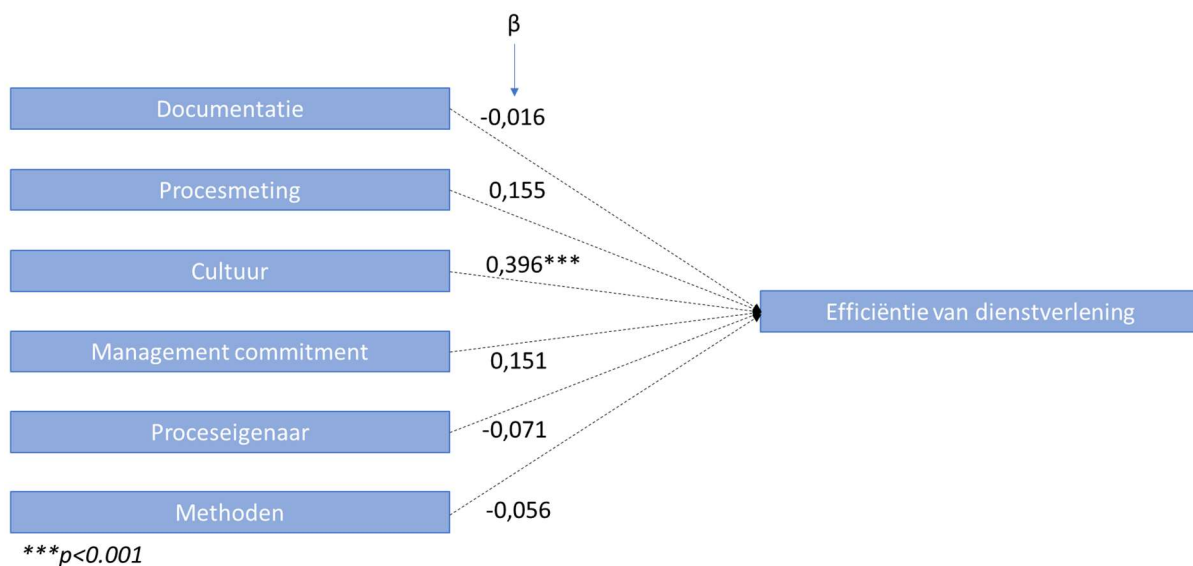 β
Documentatie
-0,016
Procesmeting
0,155
Cultuur
0,396***
Efficiëntie van dienstverlening
Management commitment
0,151
Proceseigenaar
-0,071
Methoden
-0,056
***p<0.001